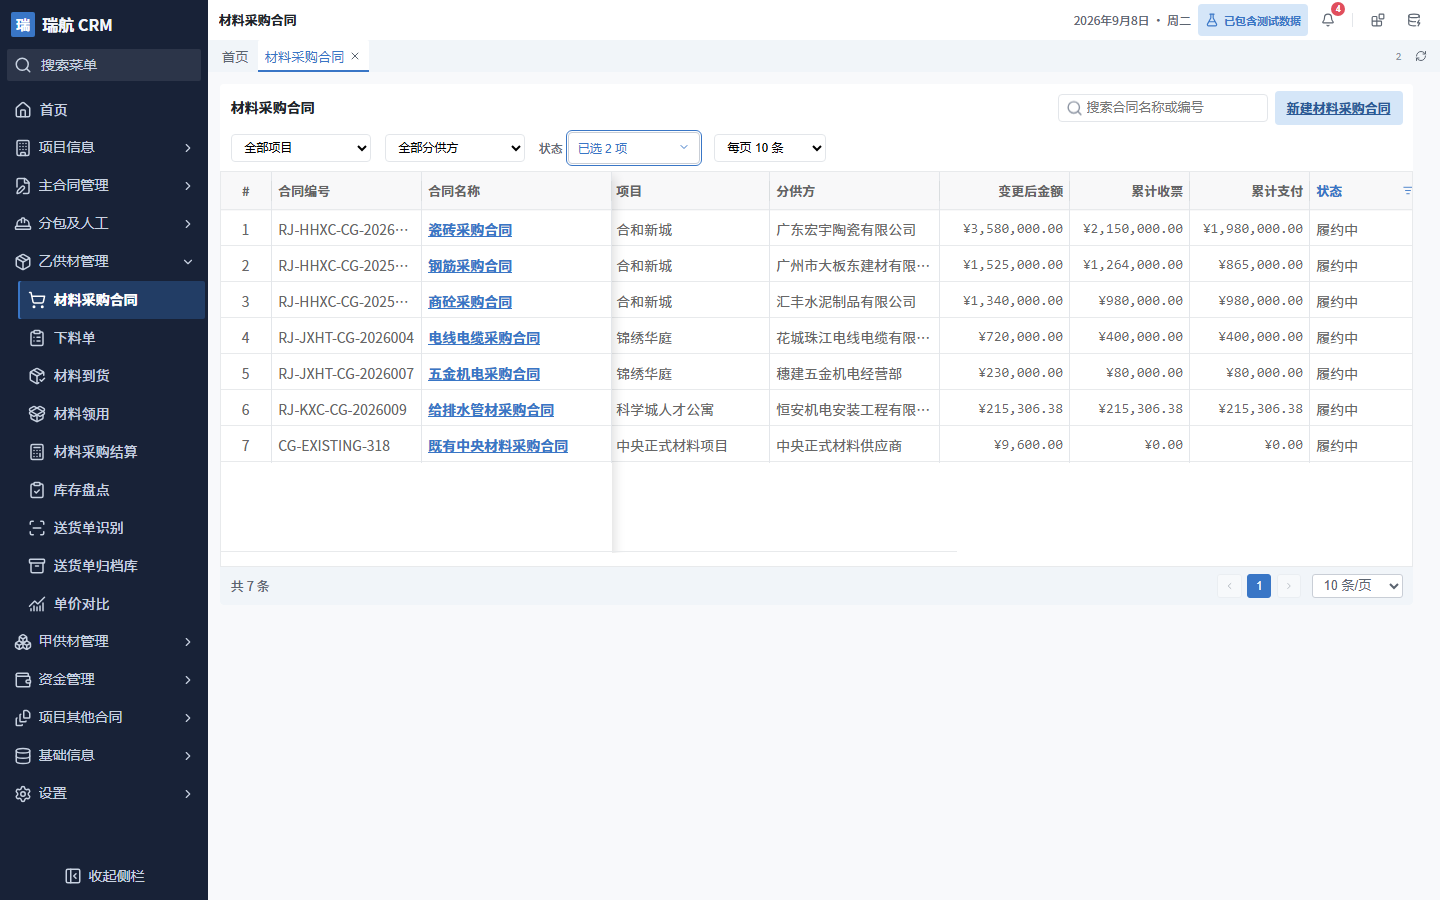 瑞 瑞航 CRM
搜索菜单
首页
项目信息
主合同管理
分包及人工
乙供材管理
材料采购合同
下料单
材料到货
材料领用
材料采购结算
库存盘点
送货单识别
送货单归档库
单价对比
甲供材管理
资金管理
项目其他合同
基础信息
设置
收起侧栏
材料采购合同
2026年9月8日 • 周二
已包含测试数据
4
首页 材料采购合同
2
材料采购合同
搜索合同名称或编号
新建材料采购合同
全部项目 全部分供方 状态 已选 2 项 每页 10 条
# 合同编号 合同名称 项目 分供方 变更后金额 累计收票 累计支付 状态
1 RJ-HHXC-CG-2026··· 瓷砖采购合同 合和新城 广东宏宇陶瓷有限公司 ¥3,580,000.00 ¥2,150,000.00 ¥1,980,000.00 履约中
2 RJ-HHXC-CG-2025··· 钢筋采购合同 合和新城 广州市大板东建材有限··· ¥1,525,000.00 ¥1,264,000.00 ¥865,000.00 履约中
3 RJ-HHXC-CG-2025··· 商砼采购合同 合和新城 汇丰水泥制品有限公司 ¥1,340,000.00 ¥980,000.00 ¥980,000.00 履约中
4 RJ-JXHT-CG-2026004 电线电缆采购合同 锦绣华庭 花城珠江电线电缆有限··· ¥720,000.00 ¥400,000.00 ¥400,000.00 履约中
5 RJ-JXHT-CG-2026007 五金机电采购合同 锦绣华庭 穗建五金机电经营部 ¥230,000.00 ¥80,000.00 ¥80,000.00 履约中
6 RJ-KXC-CG-2026009 给排水管材采购合同 科学城人才公寓 恒安机电安装工程有限··· ¥215,306.38 ¥215,306.38 ¥215,306.38 履约中
7 CG-EXISTING-318 既有中央材料采购合同 中央正式材料项目 中央正式材料供应商 ¥9,600.00 ¥0.00 ¥0.00 履约中
共 7 条
1
10 条/页